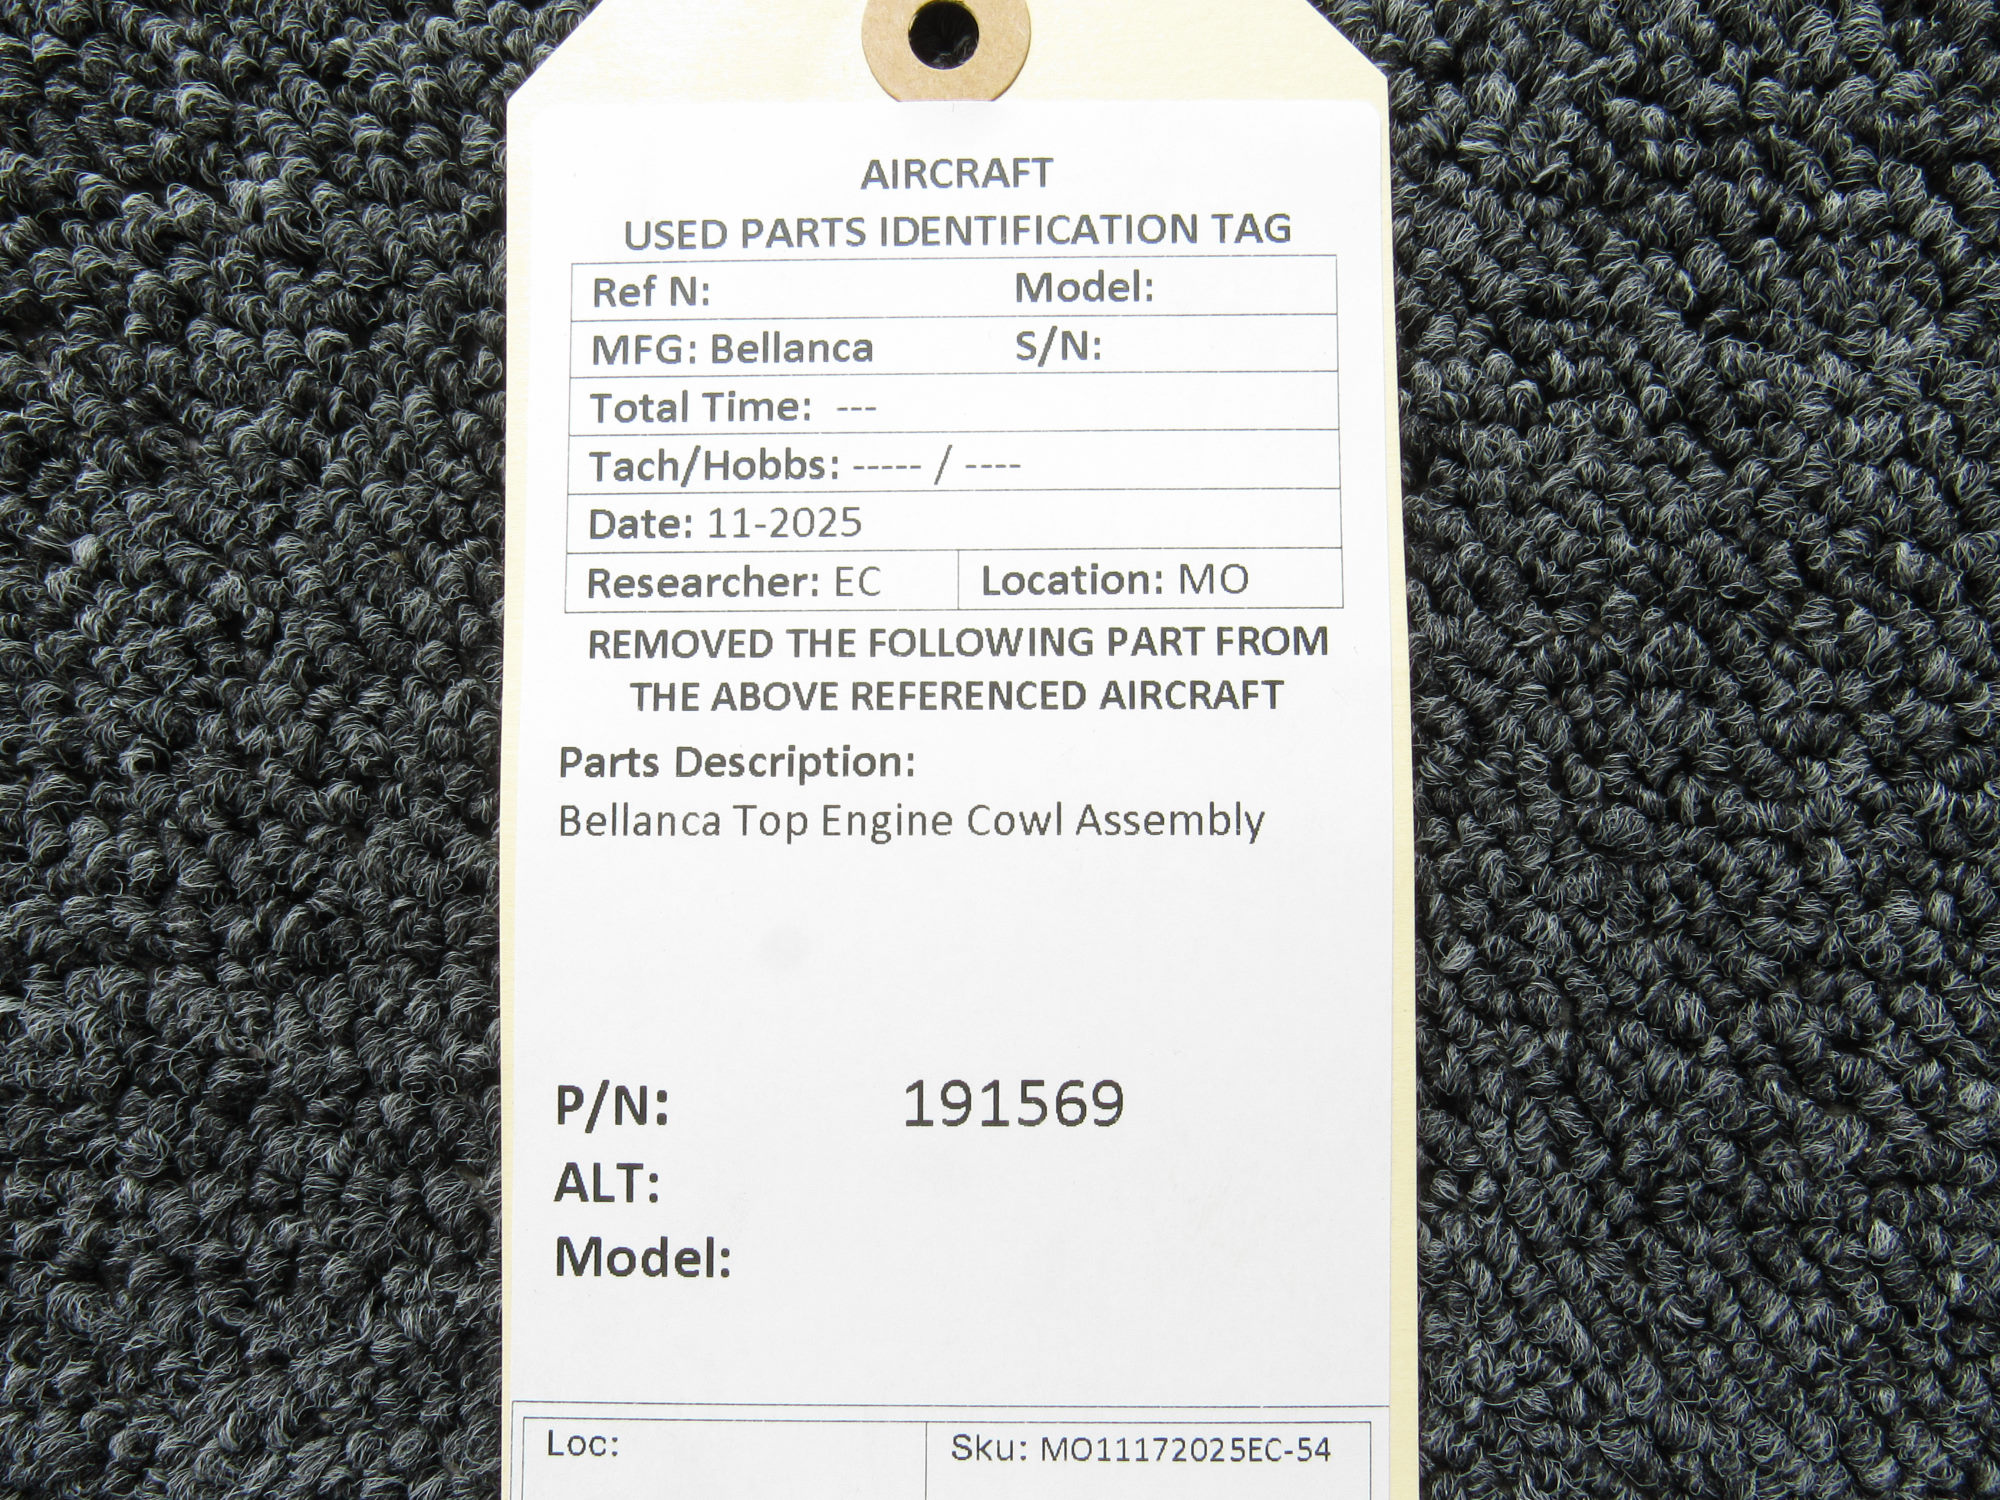 AIRCRAFT
USED PARTS IDENTIFICATION TAG
Ref N: Model:
MFG: Bellanca S/N:
Total Time: ---
Tach/Hobbs: ----- / ----
Date: 11-2025
Researcher: EC Location: MO
REMOVED THE FOLLOWING PART FROM
THE ABOVE REFERENCED AIRCRAFT
Parts Description:
Bellanca Top Engine Cowl Assembly
P/N: 191569
ALT:
Model:
Loc: Sku: MO11172025EC-54